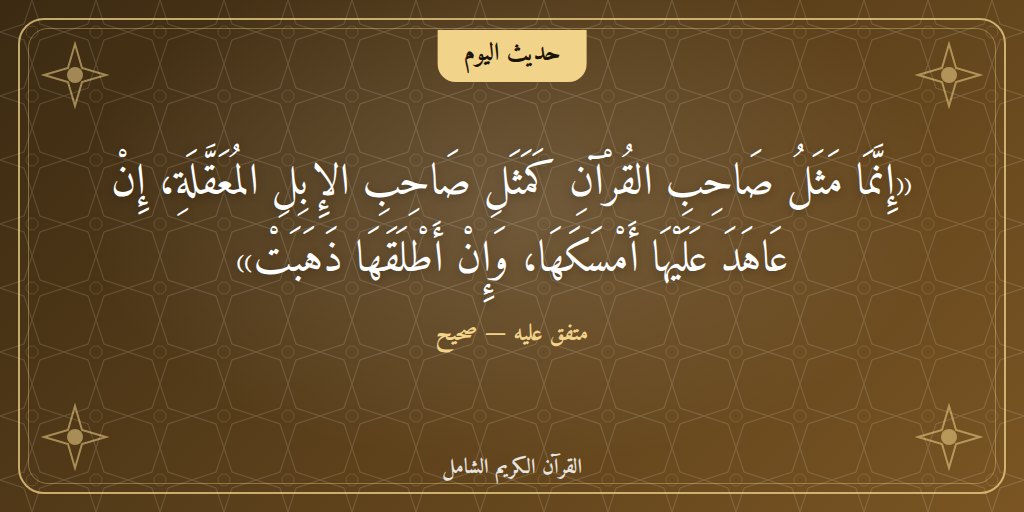 حديث اليوم
«إِنَّمَا مَثَلُ صَاحِبِ القُرْآنِ كَمَثَلِ صَاحِبِ الإِبِلِ المُعَقَّلَةِ، إِنْ
عَاهَدَ عَلَيْهَا أَمْسَكَهَا، وَإِنْ أَطْلَقَهَا ذَهَبَتْ»
متفق عليه — صحيح
القرآن الكريم الشامل